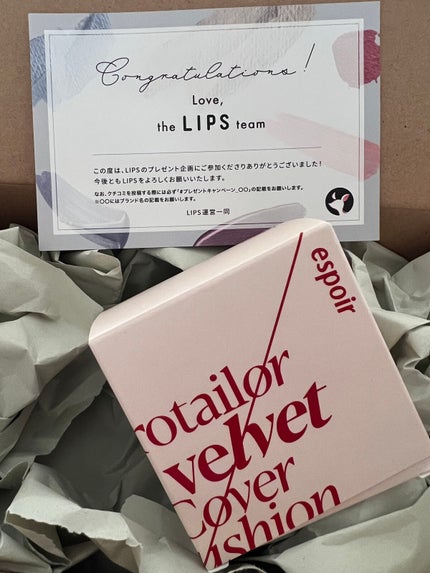 Congratulations!
Love,
the LIPS team
この度は、LIPSのプレゼント企画にご参加くださりありがとうございました!
今後ともLIPSをよろしくお願いいたします。
なお、クチコミを投稿する際には必ず「#プレゼントキャンペーン_〇〇」の記載をお願いします。
※〇〇にはブランド名の記載をお願いします。
LIPS運営一同
espoir
rotailor
velvet
Cover
ushion